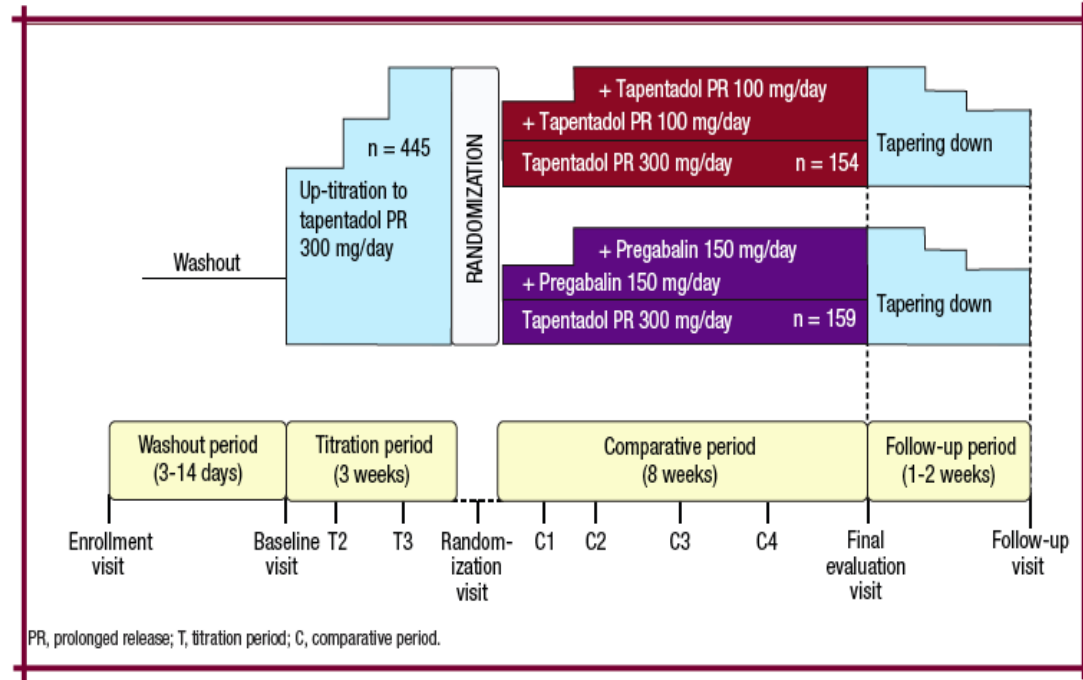 + Tapentadol PR 100 mg/day
+ Tapentadol PR 100 mg/day
Tapentadol PR 300 mg/day n = 154
Tapering down
n = 445
Up-titration to
tapentadol PR
300 mg/day
Washout
RANDOMIZATION
+ Pregabalin 150 mg/day
+ Pregabalin 150 mg/day
Tapentadol PR 300 mg/day n = 159
Tapering down
Washout period
(3-14 days)
Titration period
(3 weeks)
Comparative period
(8 weeks)
Follow-up period
(1-2 weeks)
Enrollment
visit
Baseline
visit
T2
T3
Random-
ization
visit
C1
C2
C3
C4
Final
evaluation
visit
Follow-up
visit
PR, prolonged release; T, titration period; C, comparative period.